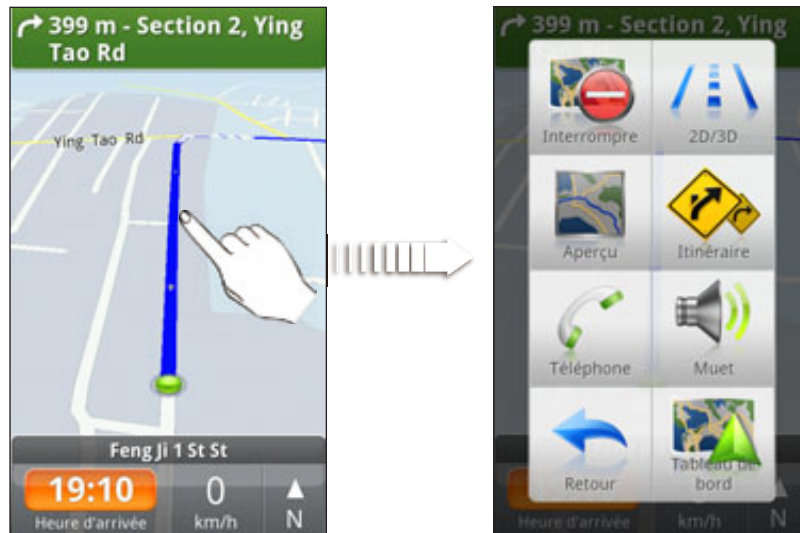 399 m - Section 2, Ying
Tao Rd
Ying Tao Rd
Feng Ji 1 St St
19:10
0
Heure d'arrivée
km/h
N
399 m - Section 2, Ying
Interrompre
2D/3D
Aperçu
Itinéraire
Téléphone
Muet
Retour
Tableau de
bord
Heure d'arrivée
km/h
N